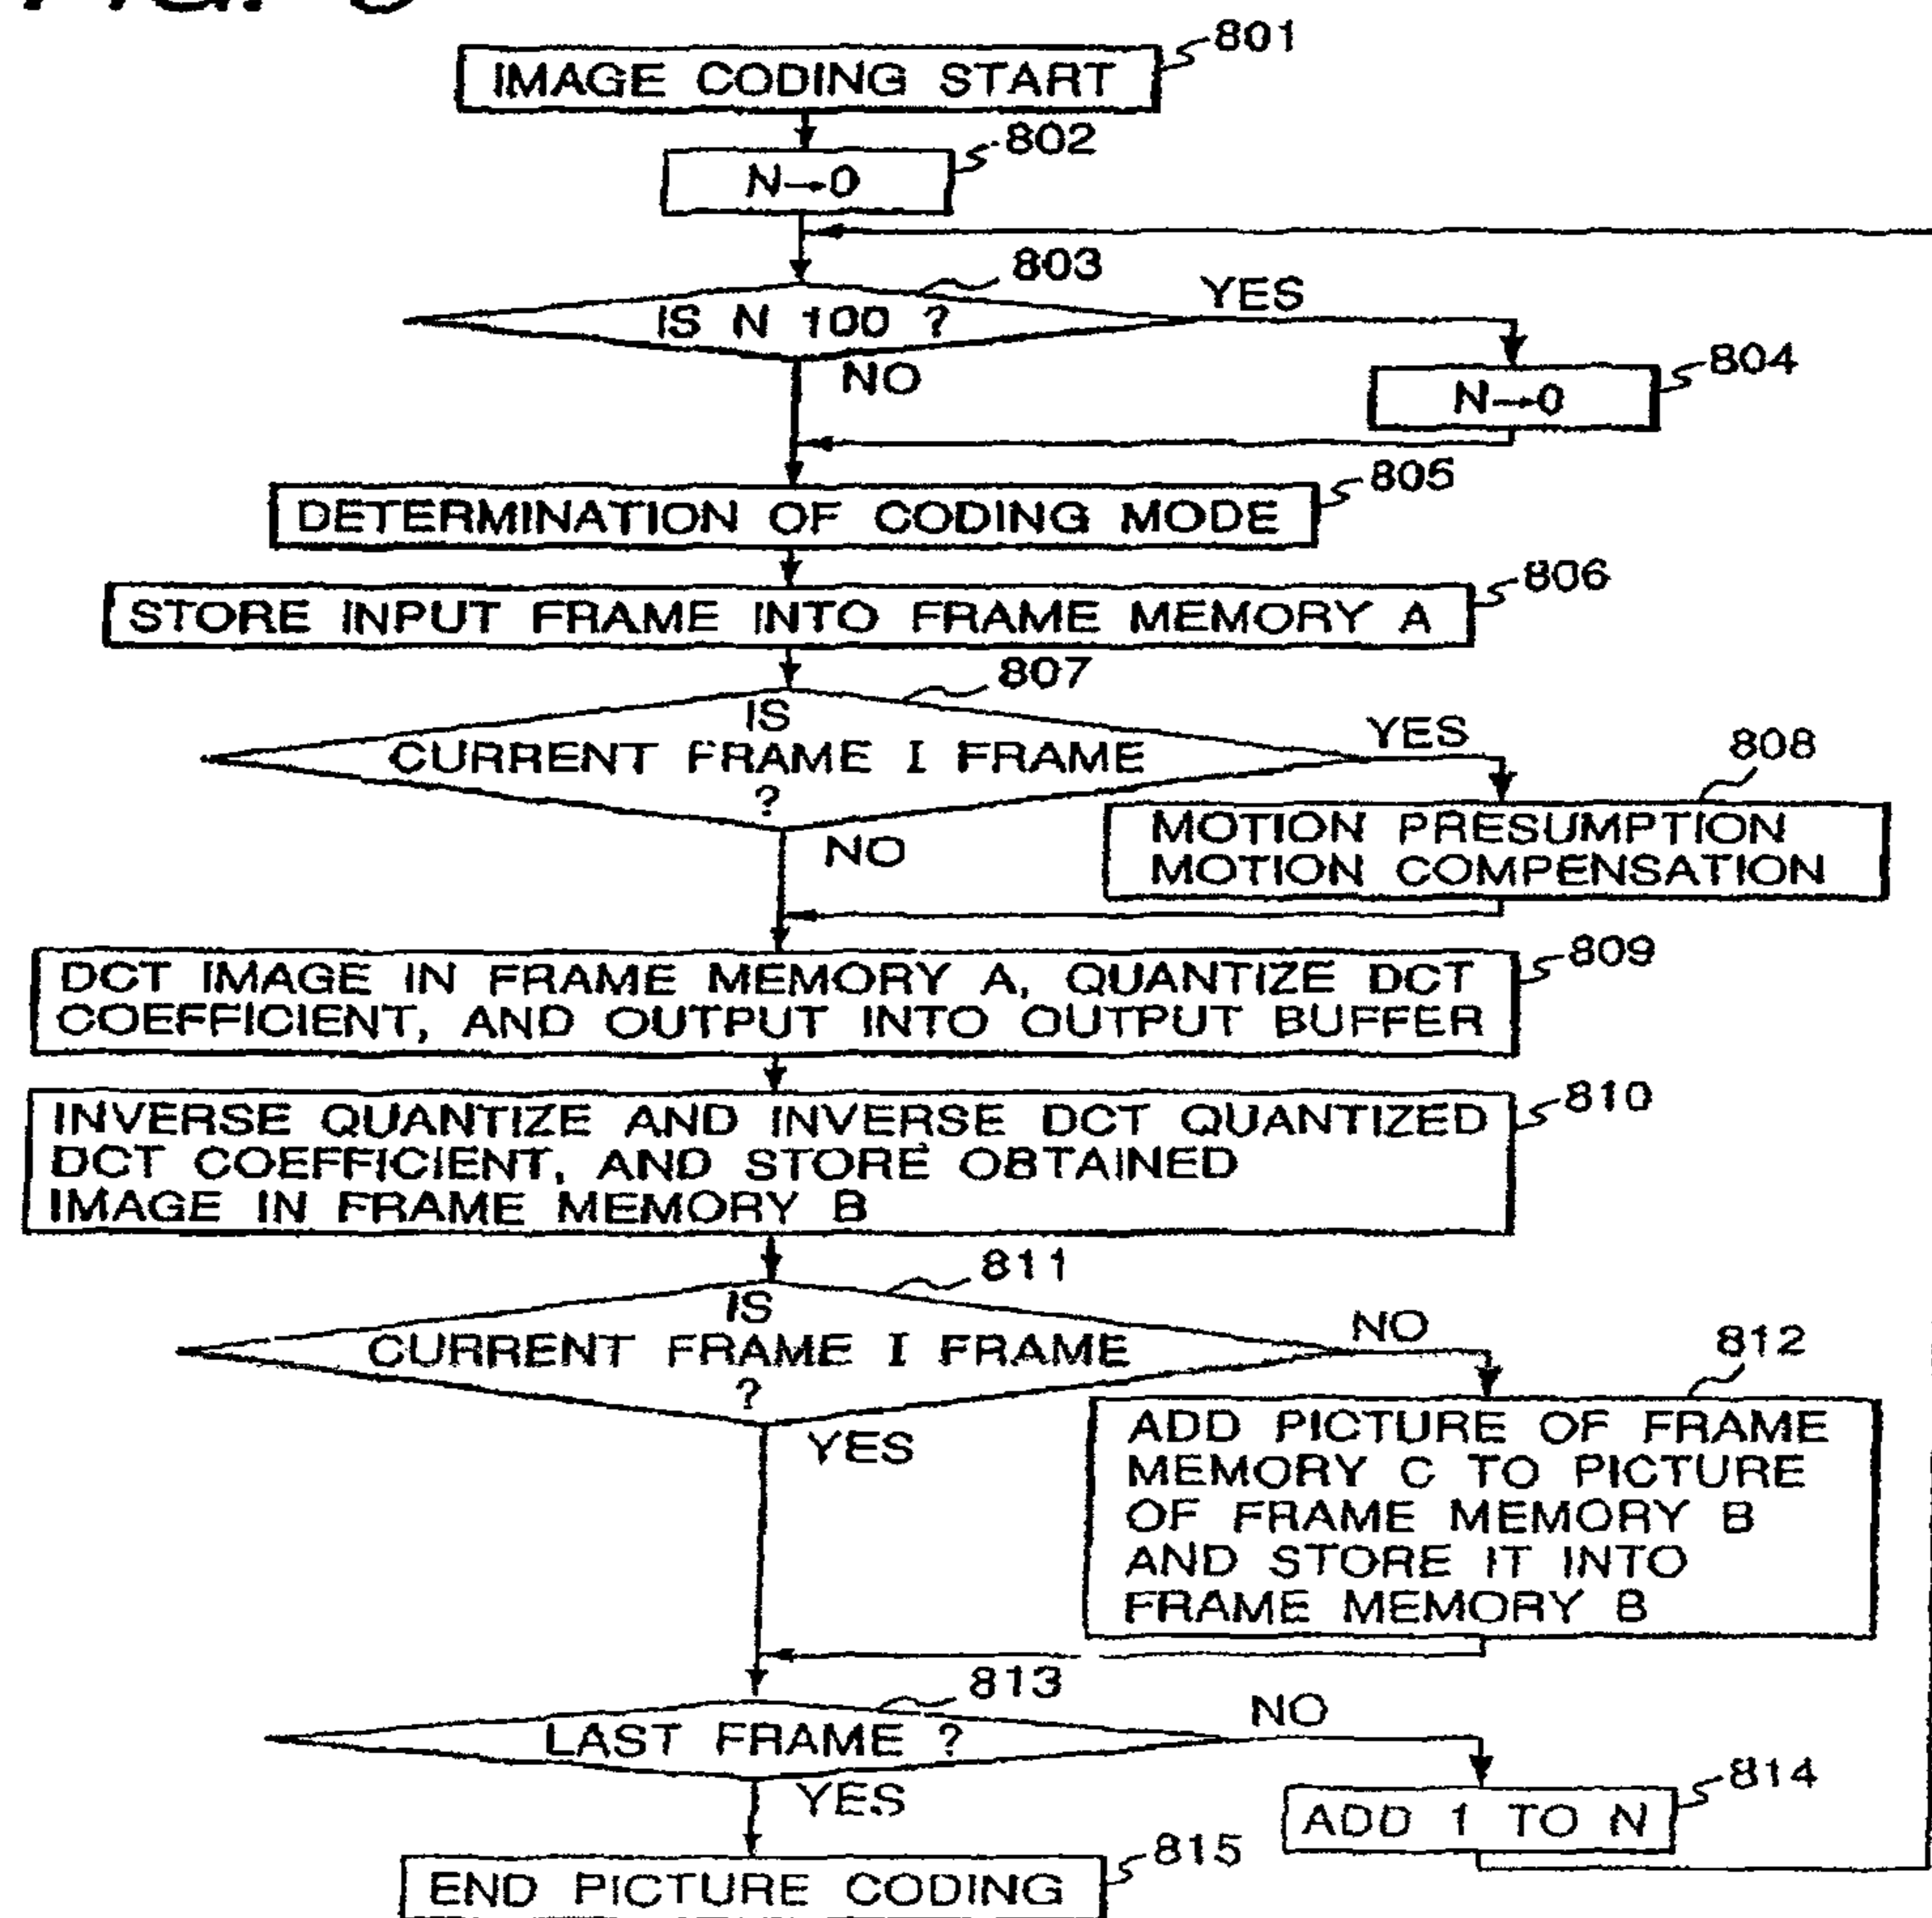 801
IMAGE CODING START
802
N→0
803
IS N 100 ?
YES
NO
804
N→0
805
DETERMINATION OF CODING MODE
806
STORE INPUT FRAME INTO FRAME MEMORY A
807
IS
CURRENT FRAME I FRAME
?
YES
NO
808
MOTION PRESUMPTION
MOTION COMPENSATION
809
DCT IMAGE IN FRAME MEMORY A, QUANTIZE DCT
COEFFICIENT, AND OUTPUT INTO OUTPUT BUFFER
810
INVERSE QUANTIZE AND INVERSE DCT QUANTIZED
DCT COEFFICIENT, AND STORE OBTAINED
IMAGE IN FRAME MEMORY B
811
IS
CURRENT FRAME I FRAME
?
NO
YES
812
ADD PICTURE OF FRAME
MEMORY C TO PICTURE
OF FRAME MEMORY B
AND STORE IT INTO
FRAME MEMORY B
813
LAST FRAME ?
NO
YES
814
ADD 1 TO N
815
END PICTURE CODING